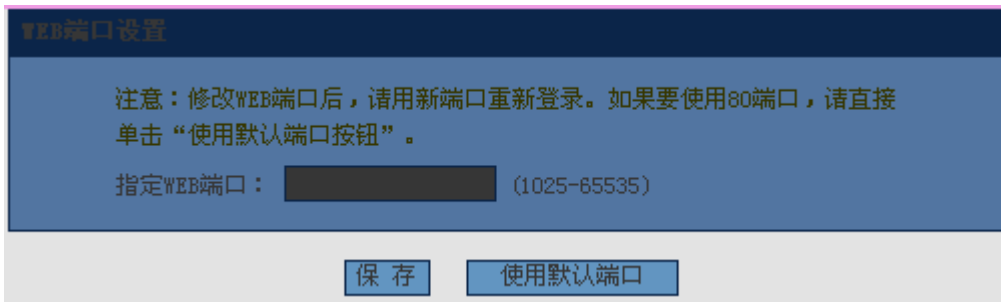 WEB端口设置
注意：修改WEB端口后，请用新端口重新登录。如果要使用80端口，请直接
单击“使用默认端口按钮”。
指定WEB端口： (1025-65535)
保 存 使用默认端口